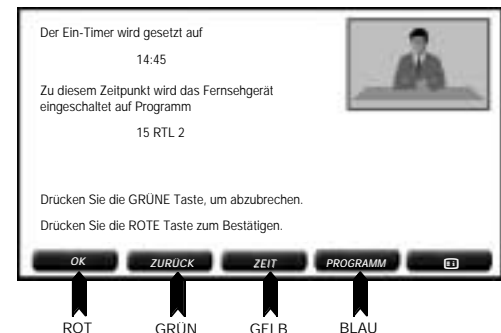 Der Ein-Timer wird gesetzt auf
14:45
Zu diesem Zeitpunkt wird das Fernsehgerät
eingeschaltet auf Programm
15 RTL 2
Drücken Sie die GRÜNE Taste, um abzubrechen.
Drücken Sie die ROTE Taste zum Bestätigen.
OK ZURÜCK ZEIT PROGRAMM
ROT GRÜN GELB BLAU